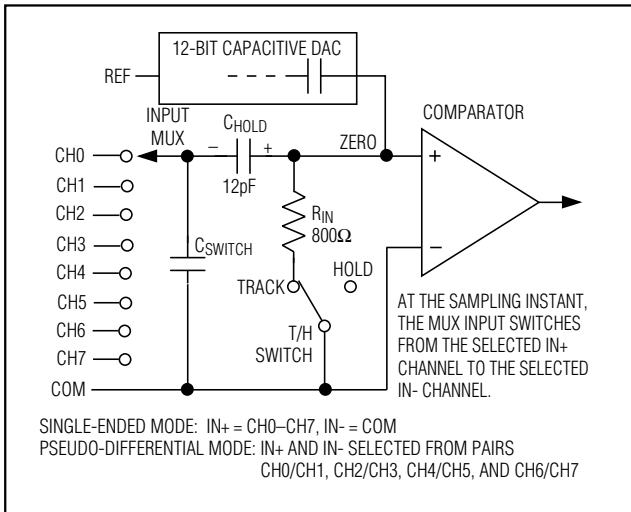 12-BIT CAPACITIVE DAC
REF
COMPARATOR
INPUT
MUX
CHOLD
ZERO
CH0
– +
+
12pF
CH1
RIN
800Ω
CH2
CH3
CSWITCH
–
HOLD
CH4
TRACK
CH5
CH6
T/H
SWITCH
CH7
COM
AT THE SAMPLING INSTANT,
THE MUX INPUT SWITCHES
FROM THE SELECTED IN+
CHANNEL TO THE SELECTED
IN- CHANNEL.
SINGLE-ENDED MODE: IN+ = CH0–CH7, IN- = COM
PSEUDO-DIFFERENTIAL MODE: IN+ AND IN- SELECTED FROM PAIRS
CH0/CH1, CH2/CH3, CH4/CH5, AND CH6/CH7